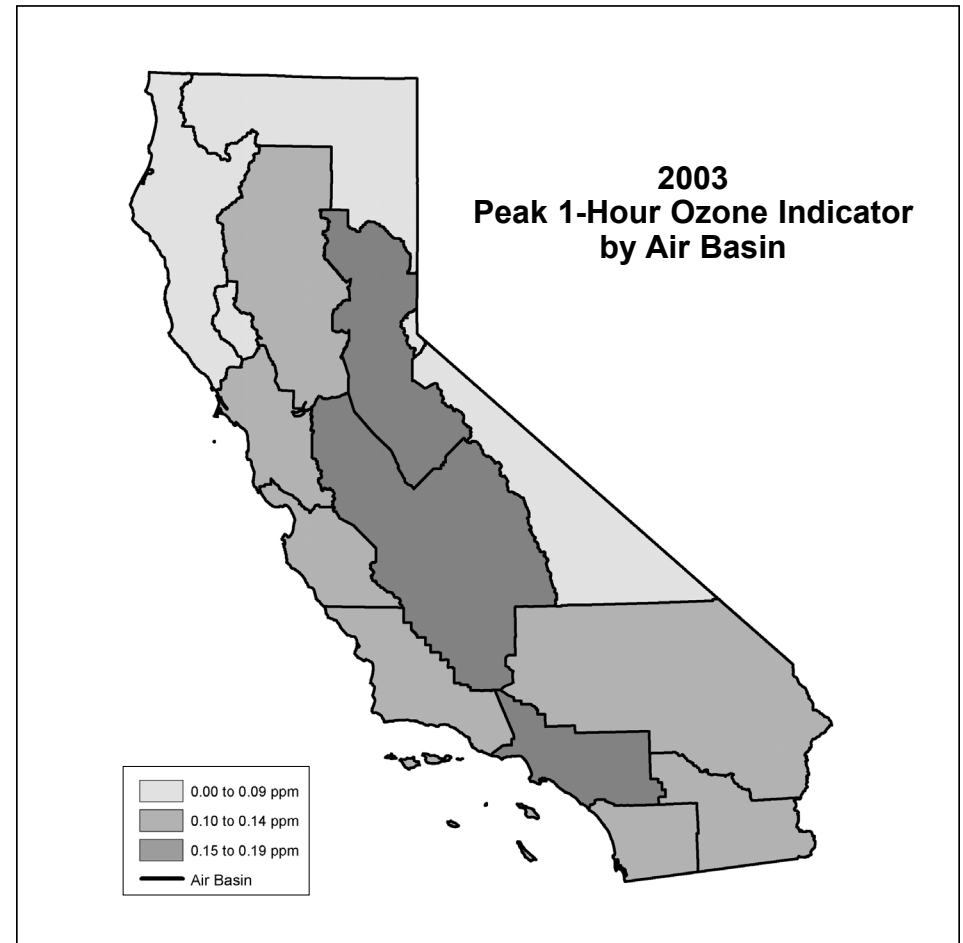 2003
Peak 1-Hour Ozone Indicator
by Air Basin
0.00 to 0.09 ppm
0.10 to 0.14 ppm
0.15 to 0.19 ppm
Air Basin